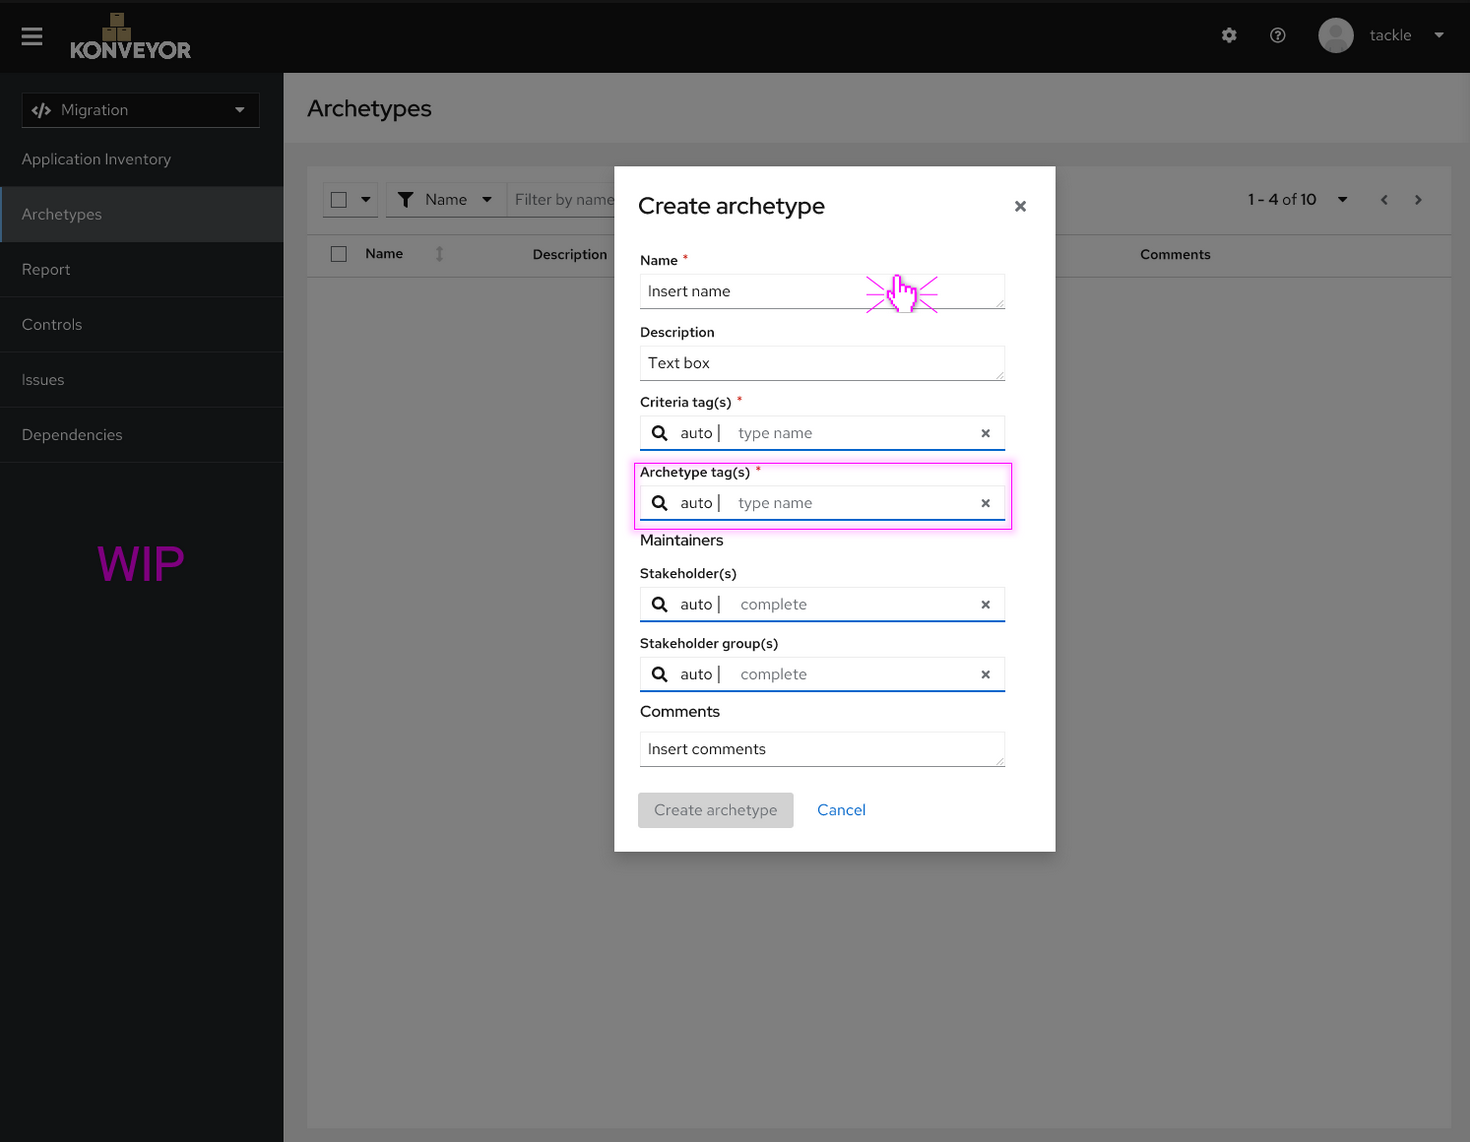 KONVEYOR
tackle
Migration
Application Inventory
Archetypes
Report
Controls
Issues
Dependencies
WIP
Archetypes
Name
Filter by name
1 - 4 of 10
Name
Description
Comments
Create archetype
Name *
Insert name
Description
Text box
Criteria tag(s) *
auto | type name
Archetype tag(s) *
auto | type name
Maintainers
Stakeholder(s)
auto | complete
Stakeholder group(s)
auto | complete
Comments
Insert comments
Create archetype
Cancel